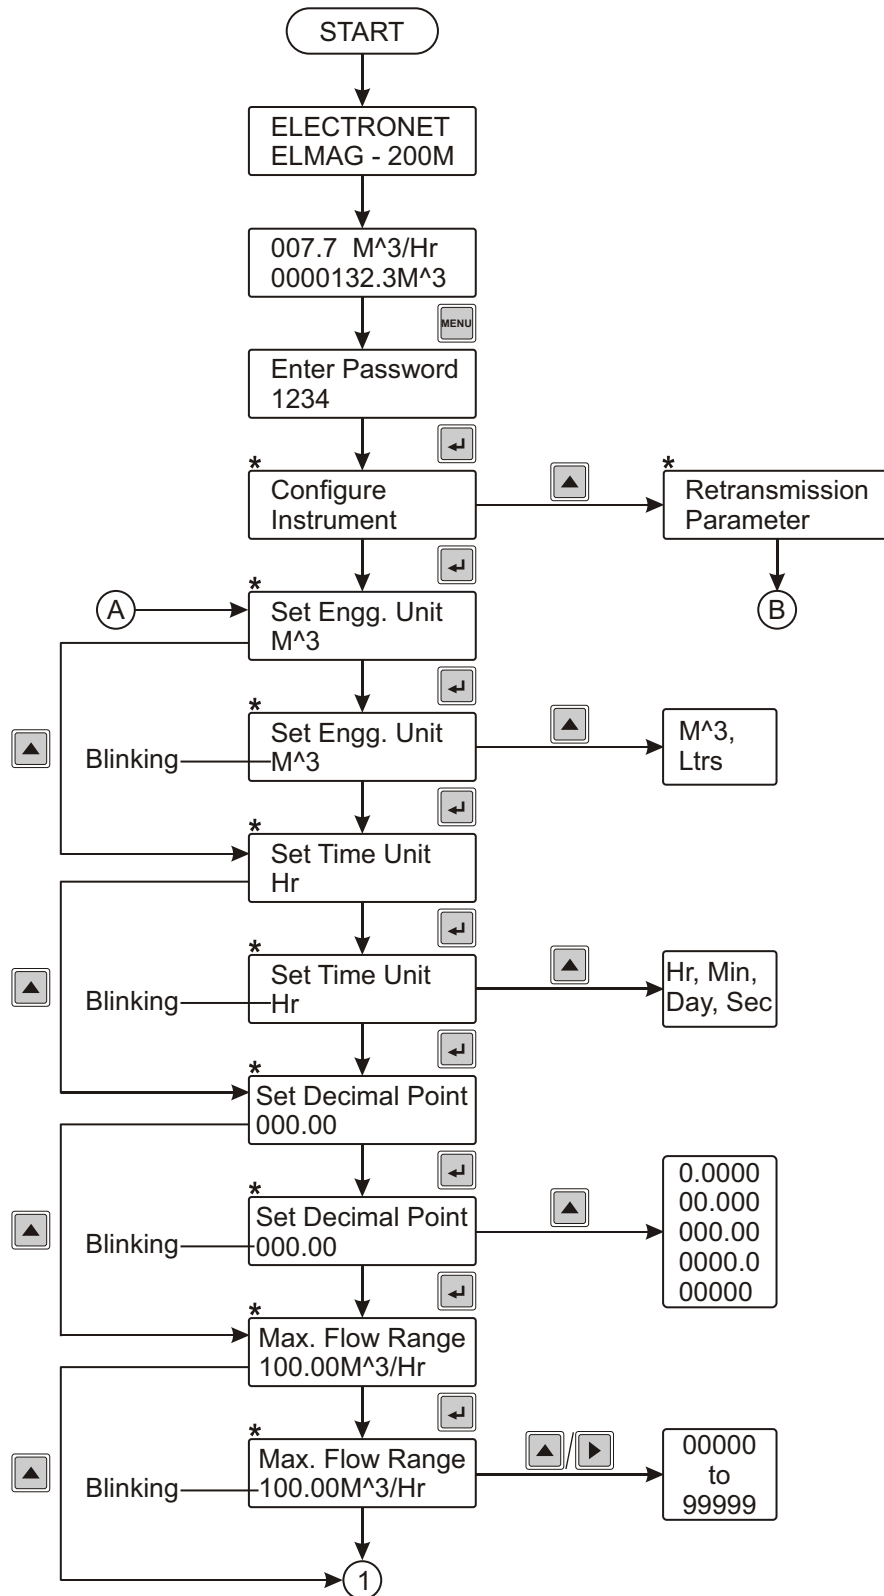 START
ELECTRONET
ELMAG - 200M
007.7 M^3/Hr
0000132.3M^3
MENU
Enter Password
1234
*
Configure
Instrument
*
Retransmission
Parameter
A
*
Set Engg. Unit
M^3
B
*
Set Engg. Unit
Blinking
M^3
M^3,
Ltrs
*
Set Time Unit
Hr
*
Set Time Unit
Blinking
Hr
Hr, Min,
Day, Sec
*
Set Decimal Point
000.00
*
Set Decimal Point
Blinking
000.00
0.0000
00.000
000.00
0000.0
00000
*
Max. Flow Range
100.00M^3/Hr
*
Max. Flow Range
Blinking
100.00M^3/Hr
/
00000
to
99999
1